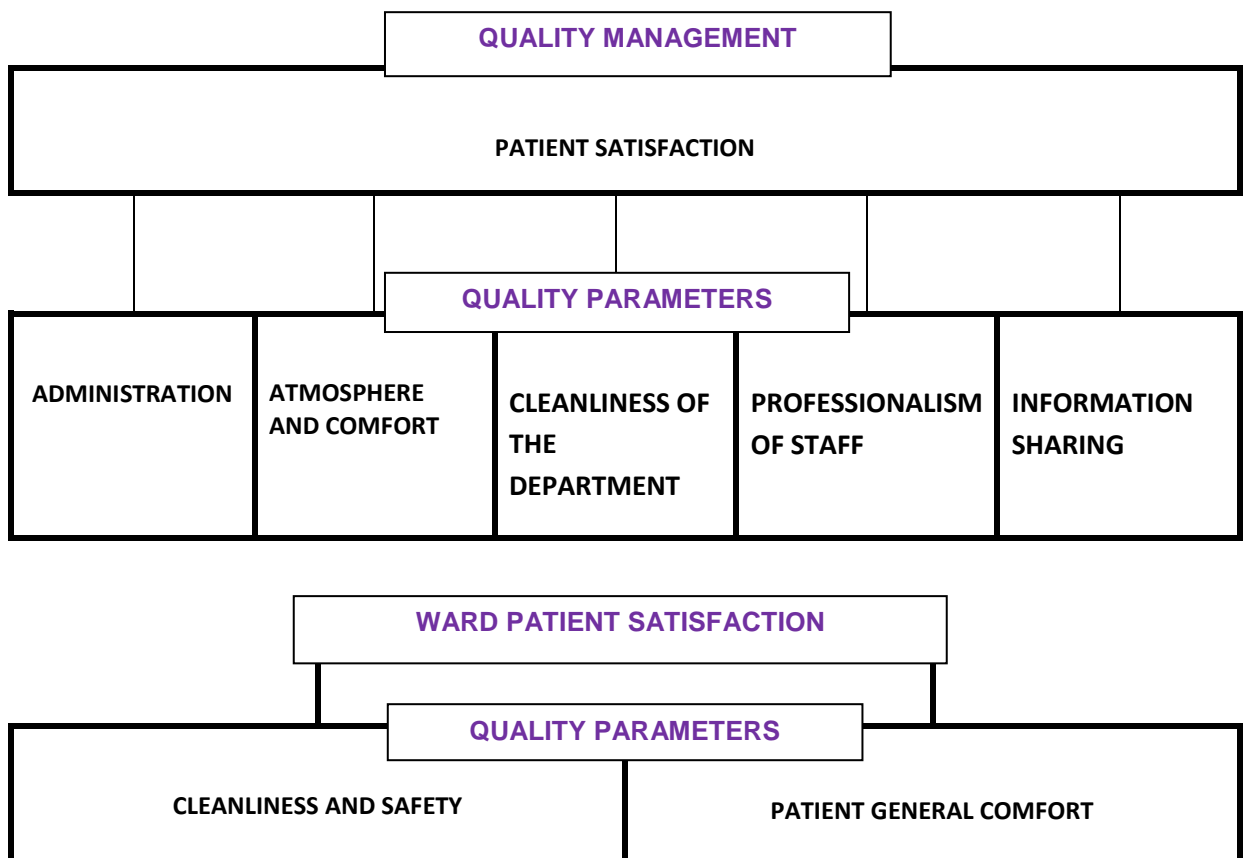 QUALITY MANAGEMENT
PATIENT SATISFACTION
QUALITY PARAMETERS
ADMINISTRATION
ATMOSPHERE
AND COMFORT
CLEANLINESS OF
THE
DEPARTMENT
PROFESSIONALISM
OF STAFF
INFORMATION
SHARING
WARD PATIENT SATISFACTION
QUALITY PARAMETERS
CLEANLINESS AND SAFETY
PATIENT GENERAL COMFORT